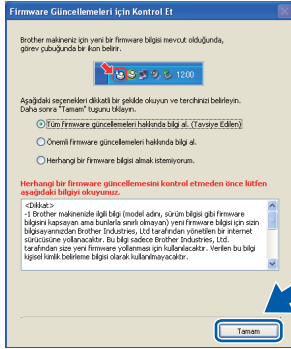 Firmware Güncellemeleri için Kontrol Et
Brother makineniz için yeni bir firmware bilgisi mevcut olduğunda,
görev çubuğunda bir ikon belirir.
1200
Aşağıdaki seçenekleri dikkatli bir şekilde okuyun ve tercihinizi belirleyin.
Daha sonra "Tamam" tuşunu tıklayın.
Tüm firmware güncellemeleri hakkında bilgi al. (Tavsiye Edilen)
Önemli firmware güncellemeleri hakkında bilgi al.
Herhangi bir firmware bilgisi almak istemiyorum.
Herhangi bir firmware güncellemesini kontrol etmeden önce lütfen
aşağıdaki bilgiyi okuyunuz.
<Dikkat>
-1 Brother makinenizle ilgili bilgi (model adını, sürüm bilgisi gibi firmware
bilgisini kapsayan ama bunlarla sınırlı olmayan) yeni firmware bilgisi için sizin
bilgisayarınızdan Brother Industries, Ltd tarafından yönetilen bir internet
sürücüsüne yollanacaktır. Bu bilgi sadece Brother Industries, Ltd.
tarafından size yeni firmware yollanması için kullanılacaktır. Verilen bu bilgi
kişisel kimlik belirleme bilgisi olarak kullanılmayacaktır.
Tamam